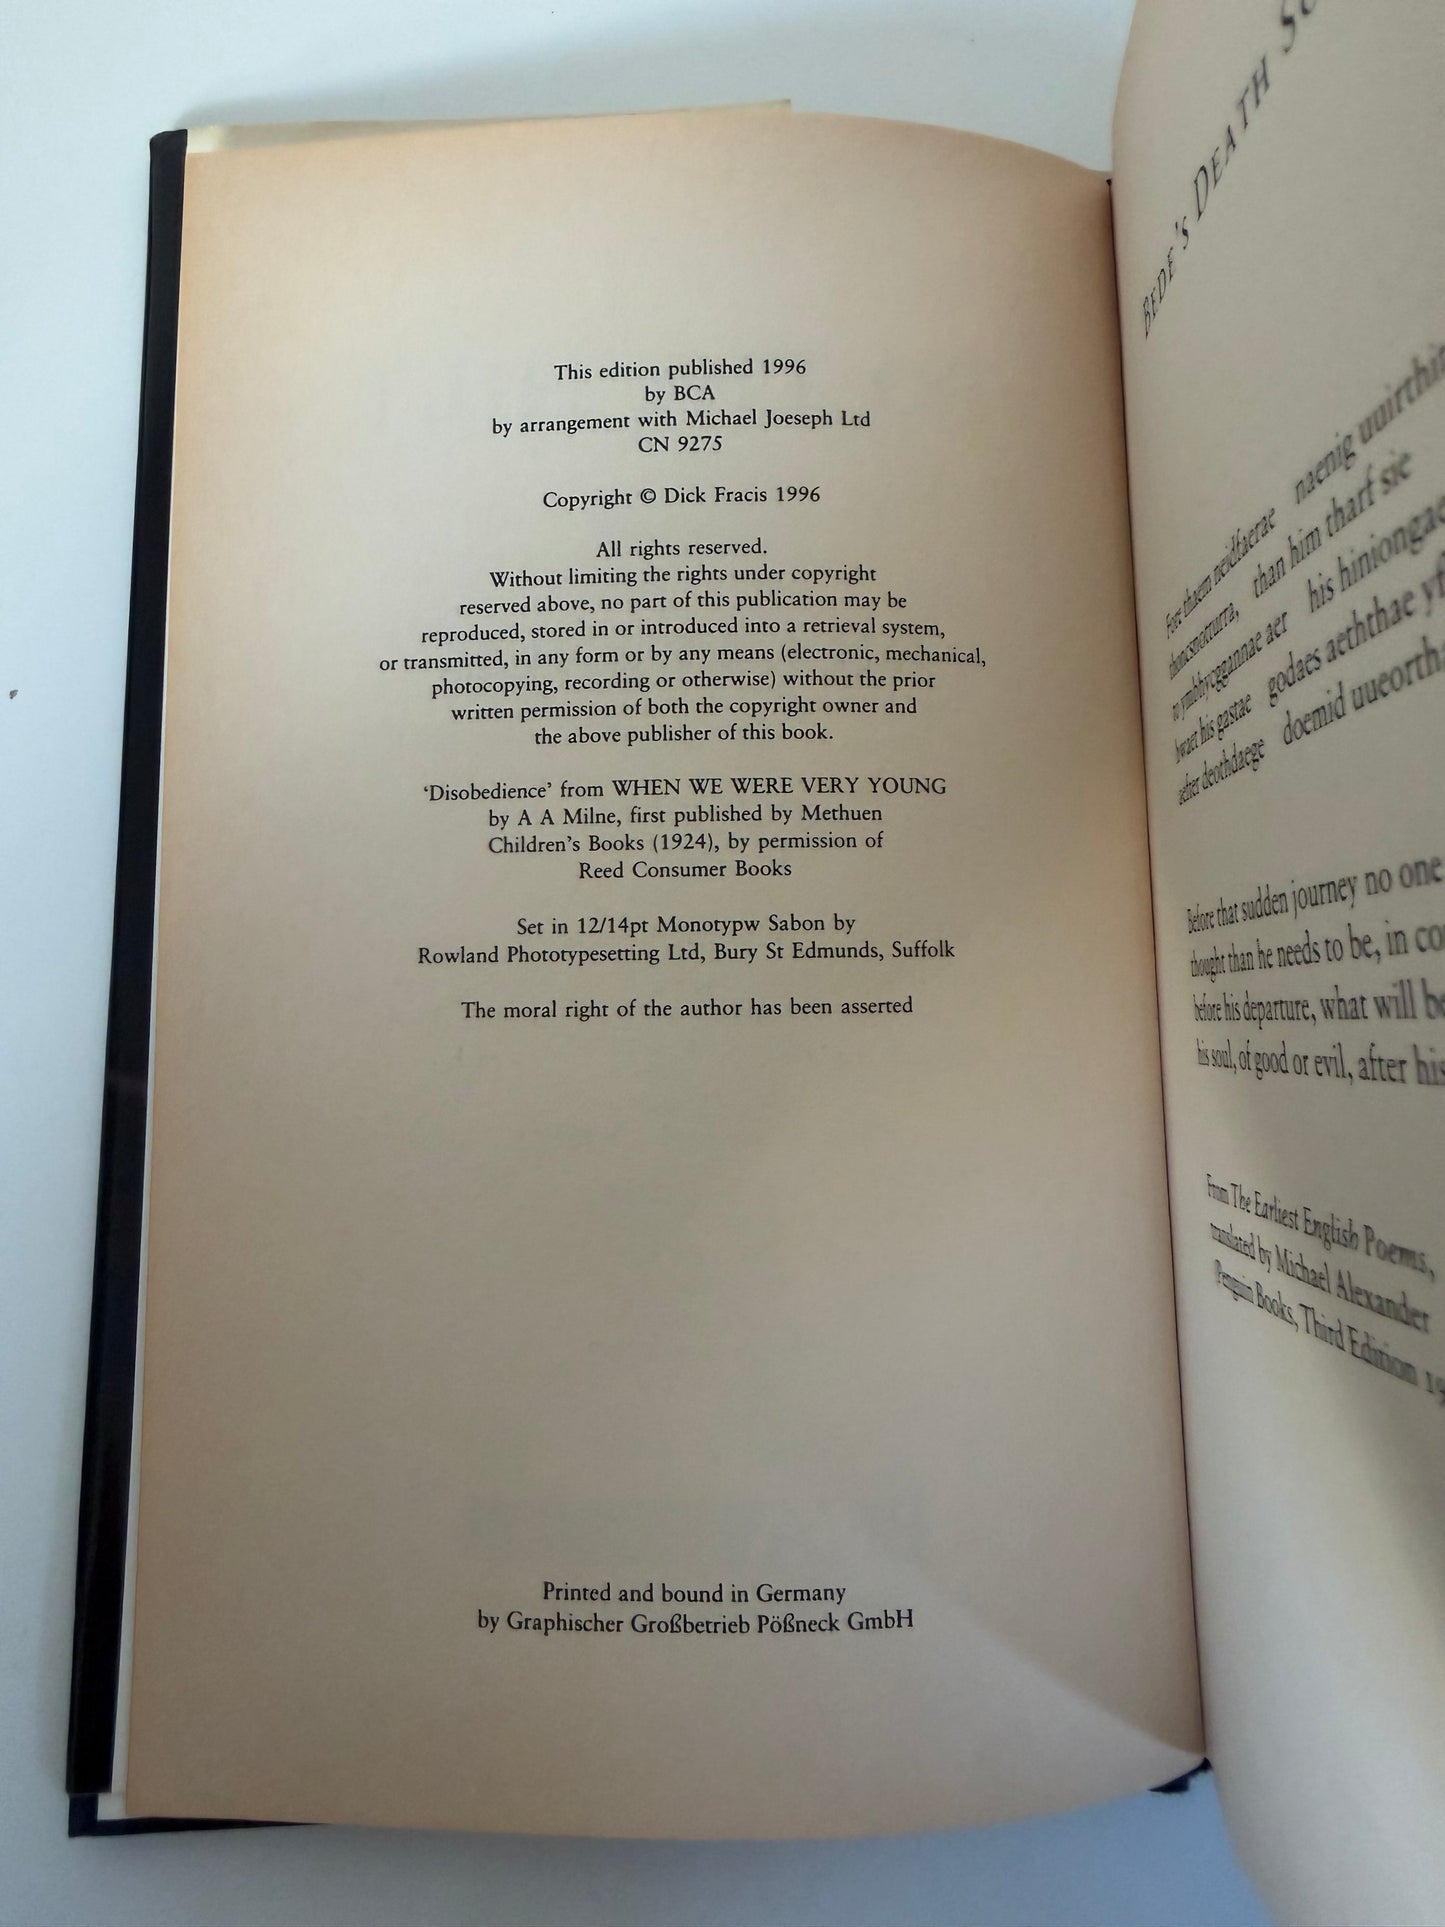 This edition published 1996
by BCA
by arrangement with Michael Joeseph Ltd
CN 9275
Copyright © Dick Fracis 1996
All rights reserved.
Without limiting the rights under copyright
reserved above, no part of this publication may be
reproduced, stored in or introduced into a retrieval system,
or transmitted, in any form or by any means (electronic, mechanical,
photocopying, recording or otherwise) without the prior
written permission of both the copyright owner and
the above publisher of this book.
‘Disobedience’ from WHEN WE WERE VERY YOUNG
by A A Milne, first published by Methuen
Children’s Books (1924), by permission of
Reed Consumer Books
Set in 12/14pt Monotypw Sabon by
Rowland Phototypesetting Ltd, Bury St Edmunds, Suffolk
The moral right of the author has been asserted
Printed and bound in Germany
by Graphischer Großbetrieb Pößneck GmbH
BEDE’S DEATH
Fore thaem neidfaerae naenig
thoncsnotturra, than him tharf sie
to ymbhycggannae aer his
hwaet his gastae godaes aeththae
aefter deothdaege doemid
Before that sudden journey no one
thought than he needs to be, in
before his departure, what will
his soul, of good or evil, after his
From The Earliest English Poems,
translated by Michael Alexander
Penguin Books, Third Edition